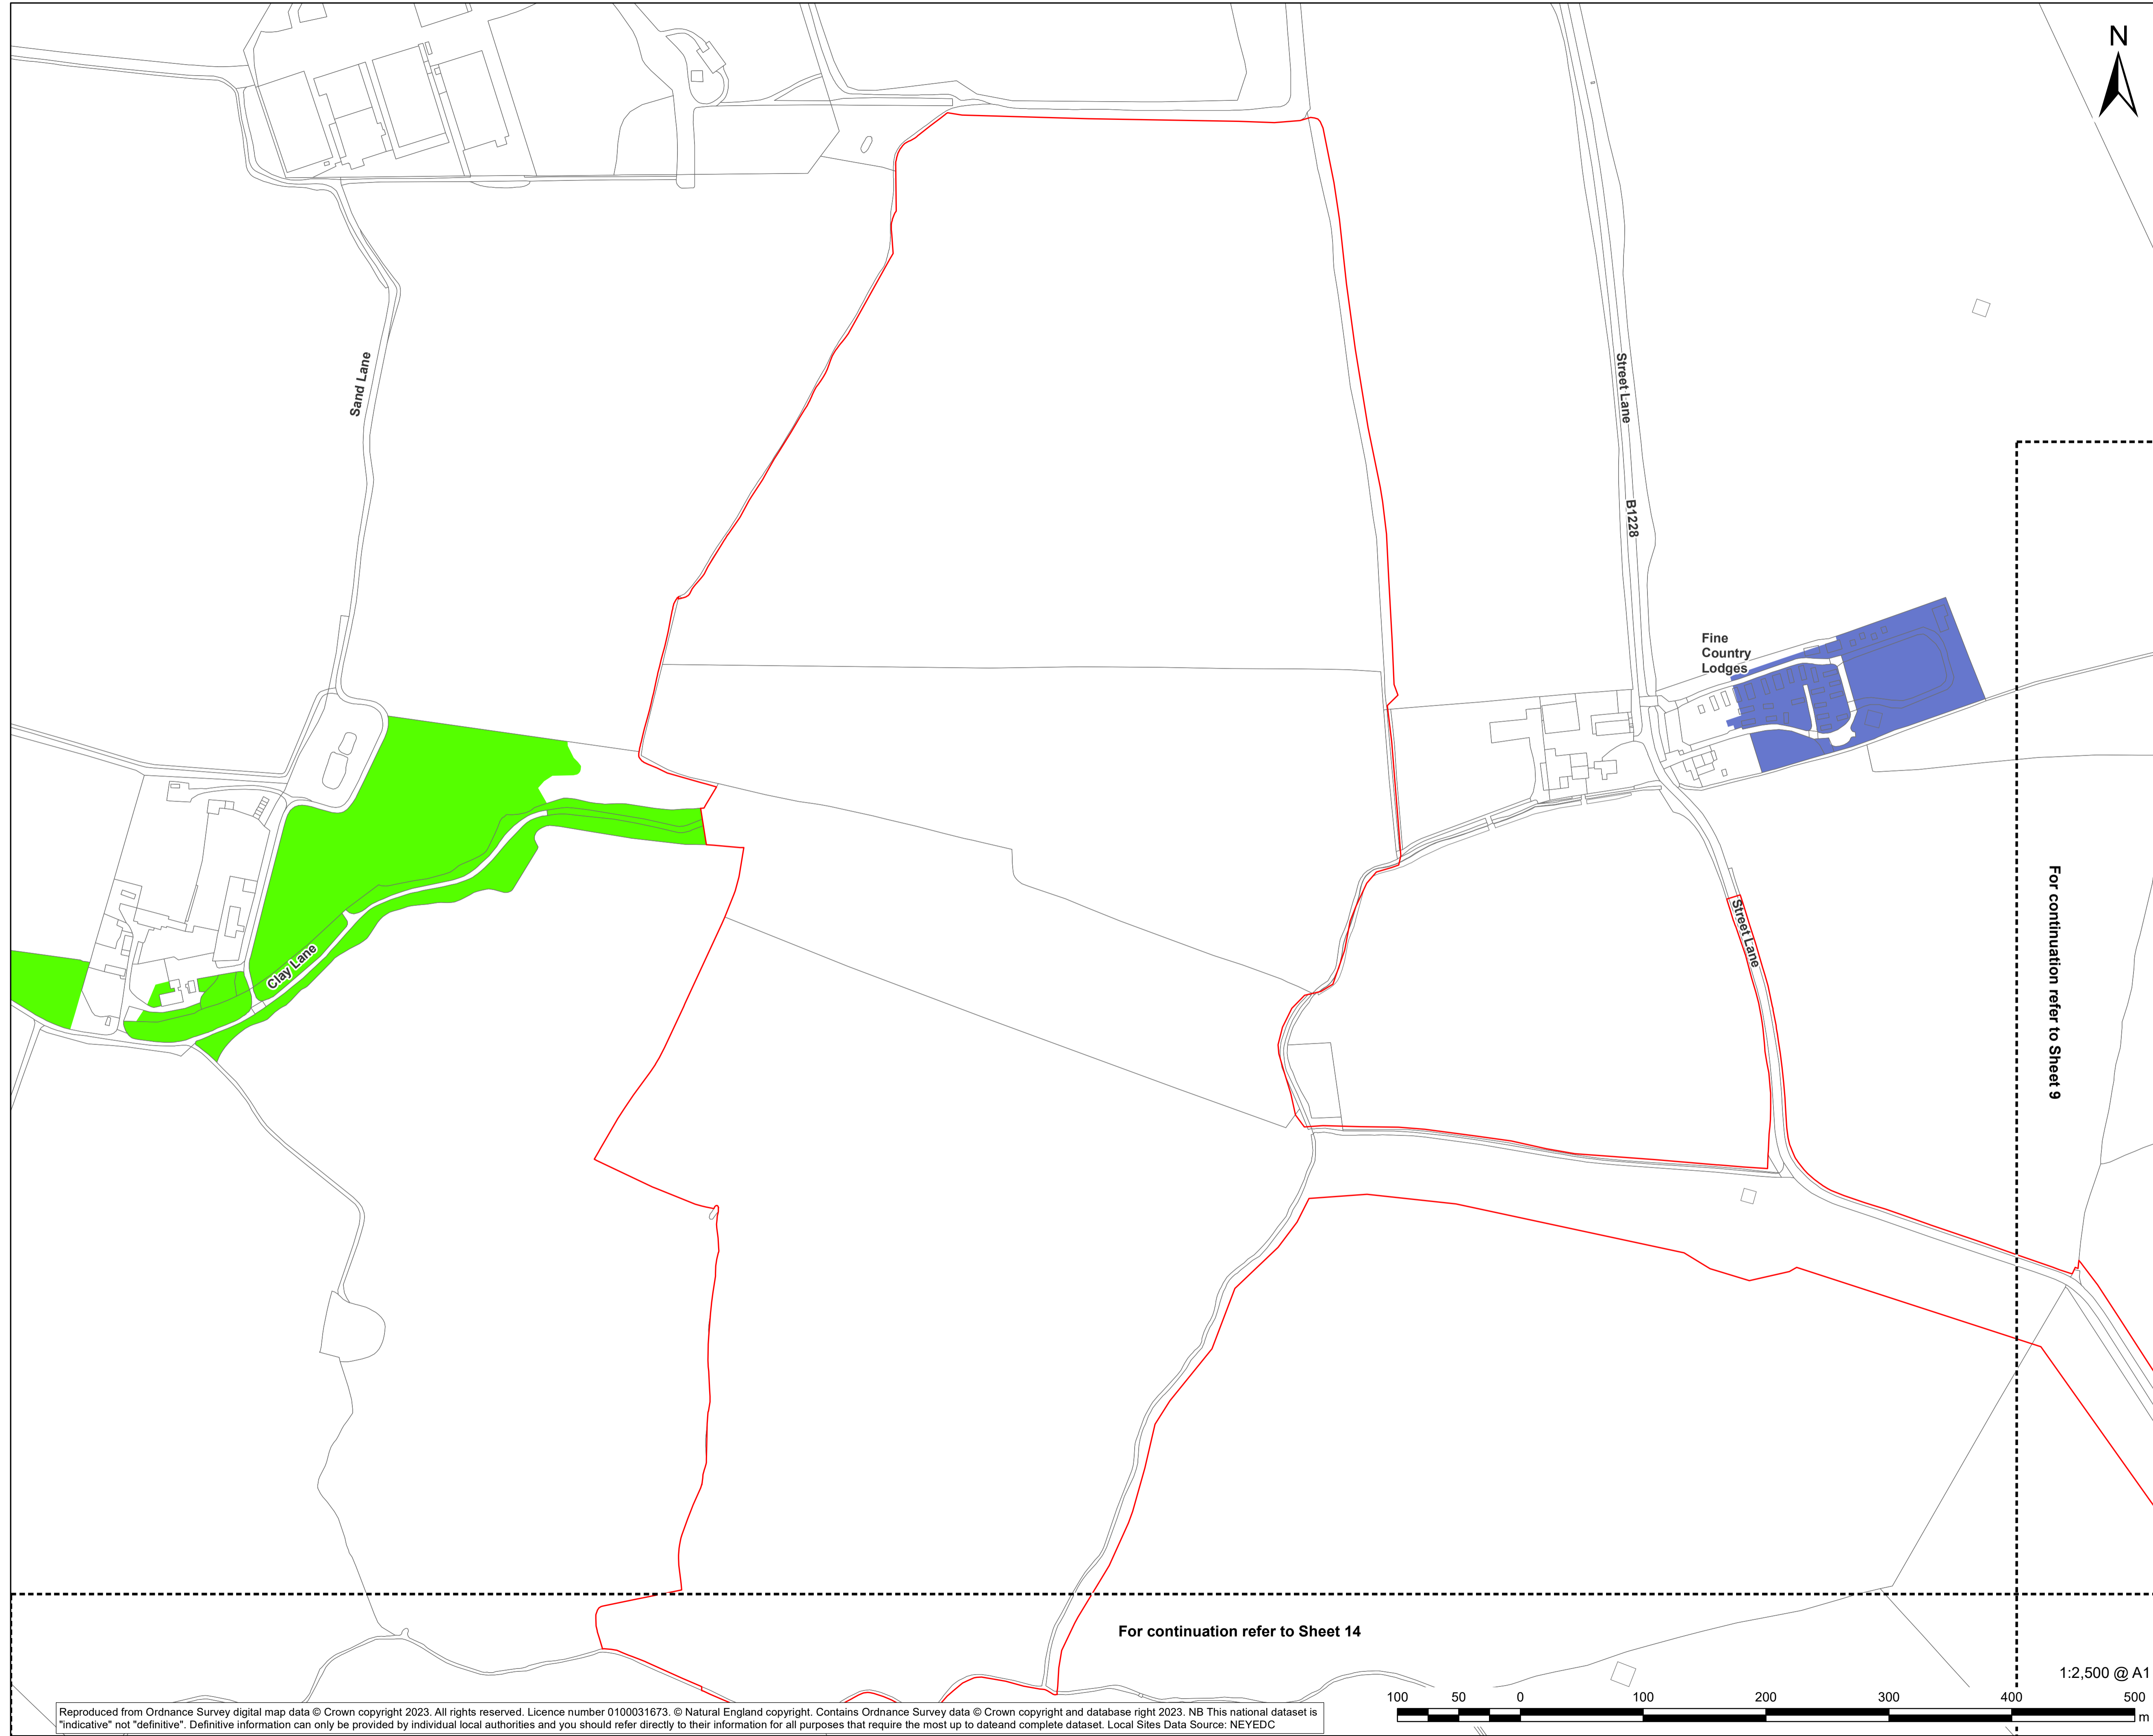 N
Sand Lane
Street Lane
B1228
Fine
Country
Lodges
Street Lane
For continuation refer to Sheet 9
Clay Lane
For continuation refer to Sheet 14
1:2,500 @ A1
100 50 0 100 200 300 400 500
m
Reproduced from Ordnance Survey digital map data © Crown copyright 2023. All rights reserved. Licence number 0100031673. © Natural England copyright. Contains Ordnance Survey data © Crown copyright and database right 2023. NB This national dataset is
"indicative" not "definitive". Definitive information can only be provided by individual local authorities and you should refer directly to their information for all purposes that require the most up to dateand complete dataset. Local Sites Data Source: NEYEDC